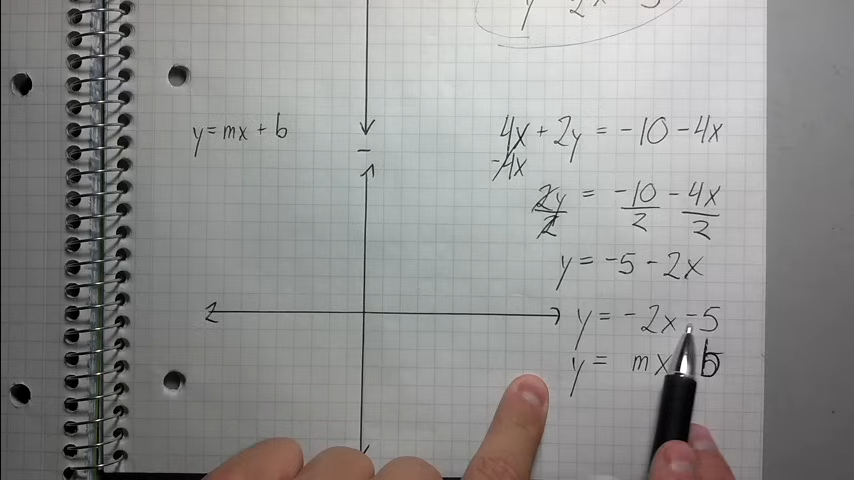 y = mx + b
4x + 2y = -10 - 4x
-4x
2y/2 = -10/2 - 4x/2
y = -5 - 2x
y = -2x - 5
y = mx b